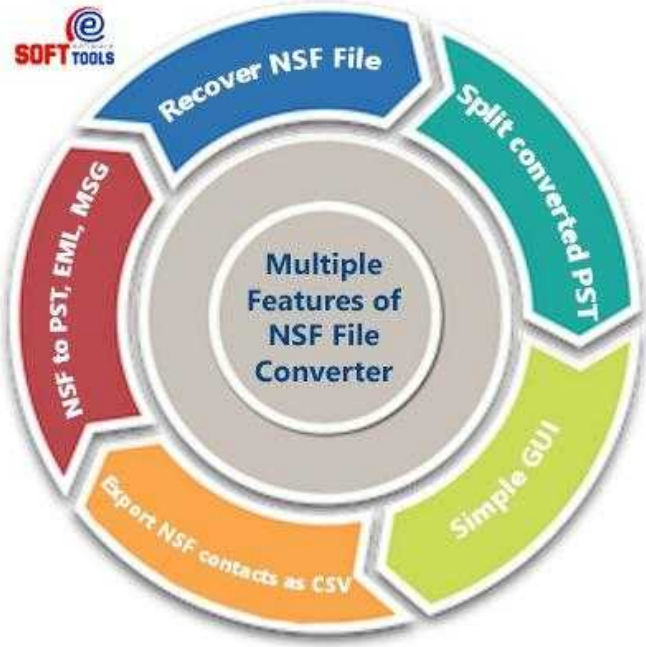 e
software
SOFT TOOLS
Recover NSF File
Split converted PST
Simple GUI
Export NSF contacts as CSV
NSF to PST, EML, MSG
Multiple
Features of
NSF File
Converter